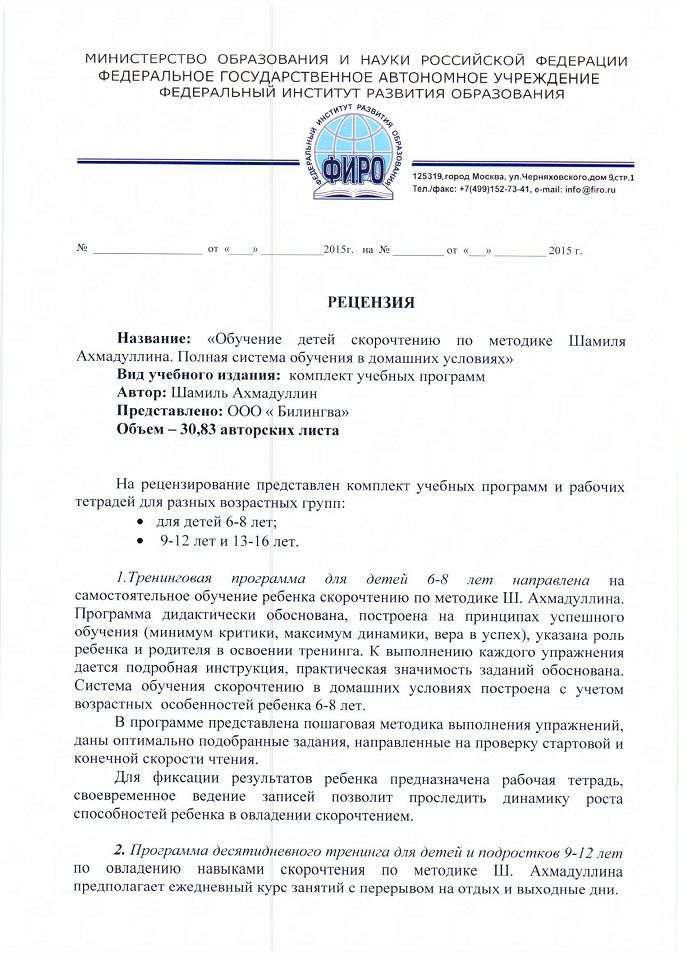 МИНИСТЕРСТВО ОБРАЗОВАНИЯ И НАУКИ РОССИЙСКОЙ ФЕДЕРАЦИИ
ФЕДЕРАЛЬНОЕ ГОСУДАРСТВЕННОЕ АВТОНОМНОЕ УЧРЕЖДЕНИЕ
ФЕДЕРАЛЬНЫЙ ИНСТИТУТ РАЗВИТИЯ ОБРАЗОВАНИЯ
ФЕДЕРАЛЬНЫЙ ИНСТИТУТ РАЗВИТИЯ ОБРАЗОВАНИЯ
ФИРО
125319,город Москва, ул.Черняховского,дом 9,стр.1
Тел./факс: +7(499)152-73-41, e-mail: info@firo.ru
№ ____________________ от «____» ____________2015г. на № __________ от «___» __________ 2015 г.
РЕЦЕНЗИЯ
Название: «Обучение детей скорочтению по методике Шамиля
Ахмадуллина. Полная система обучения в домашних условиях»
Вид учебного издания: комплект учебных программ
Автор: Шамиль Ахмадуллин
Представлено: ООО « Билингва»
Объем – 30,83 авторских листа
На рецензирование представлен комплект учебных программ и рабочих
тетрадей для разных возрастных групп:
• для детей 6-8 лет;
• 9-12 лет и 13-16 лет.
1.Тренинговая программа для детей 6-8 лет направлена на
самостоятельное обучение ребенка скорочтению по методике Ш. Ахмадуллина.
Программа дидактически обоснована, построена на принципах успешного
обучения (минимум критики, максимум динамики, вера в успех), указана роль
ребенка и родителя в освоении тренинга. К выполнению каждого упражнения
дается подробная инструкция, практическая значимость заданий обоснована.
Система обучения скорочтению в домашних условиях построена с учетом
возрастных особенностей ребенка 6-8 лет.
В программе представлена пошаговая методика выполнения упражнений,
даны оптимально подобранные задания, направленные на проверку стартовой и
конечной скорости чтения.
Для фиксации результатов ребенка предназначена рабочая тетрадь,
своевременное ведение записей позволит проследить динамику роста
способностей ребенка в овладении скорочтением.
2. Программа десятидневного тренинга для детей и подростков 9-12 лет
по овладению навыками скорочтения по методике Ш. Ахмадуллина
предполагает ежедневный курс занятий с перерывом на отдых и выходные дни.